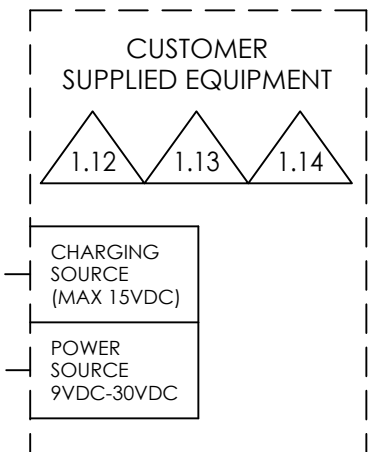 CUSTOMER
SUPPLIED EQUIPMENT
1.12 1.13 1.14
CHARGING
SOURCE
(MAX 15VDC)
POWER
SOURCE
9VDC-30VDC